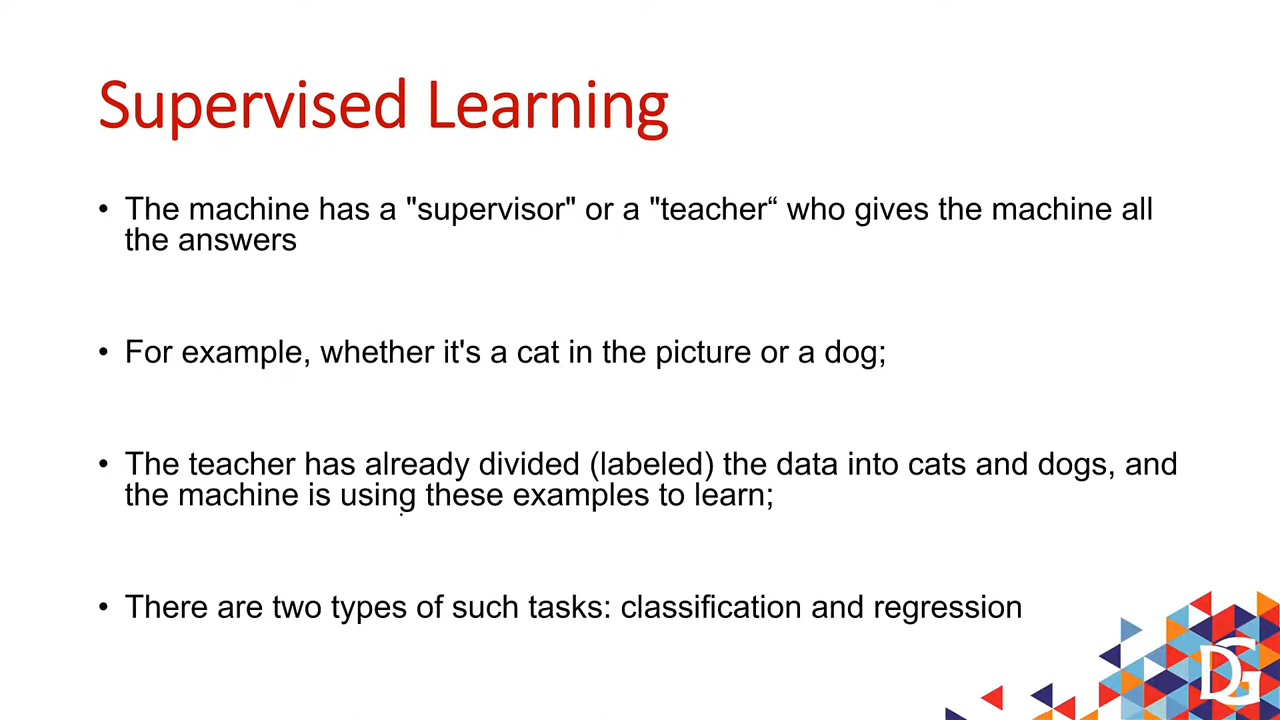 Supervised Learning
• The machine has a "supervisor" or a "teacher“ who gives the machine all
the answers
• For example, whether it's a cat in the picture or a dog;
• The teacher has already divided (labeled) the data into cats and dogs, and
the machine is using these examples to learn;
• There are two types of such tasks: classification and regression
DG